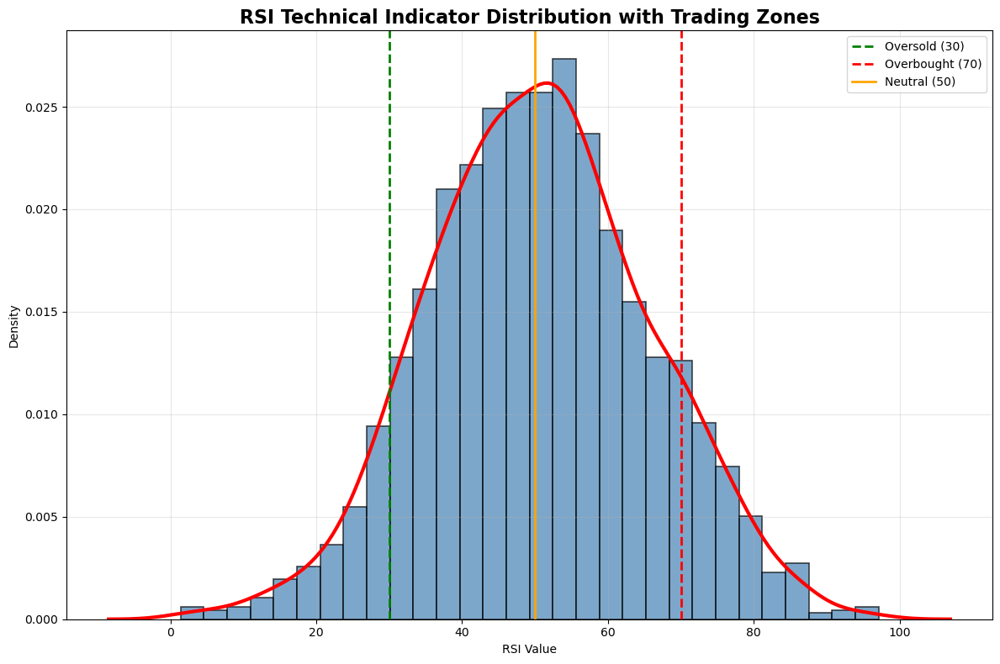 RSI Technical Indicator Distribution with Trading Zones
Oversold (30)
Overbought (70)
Neutral (50)
Density
0.025
0.020
0.015
0.010
0.005
0.000
0
20
40
60
80
100
RSI Value